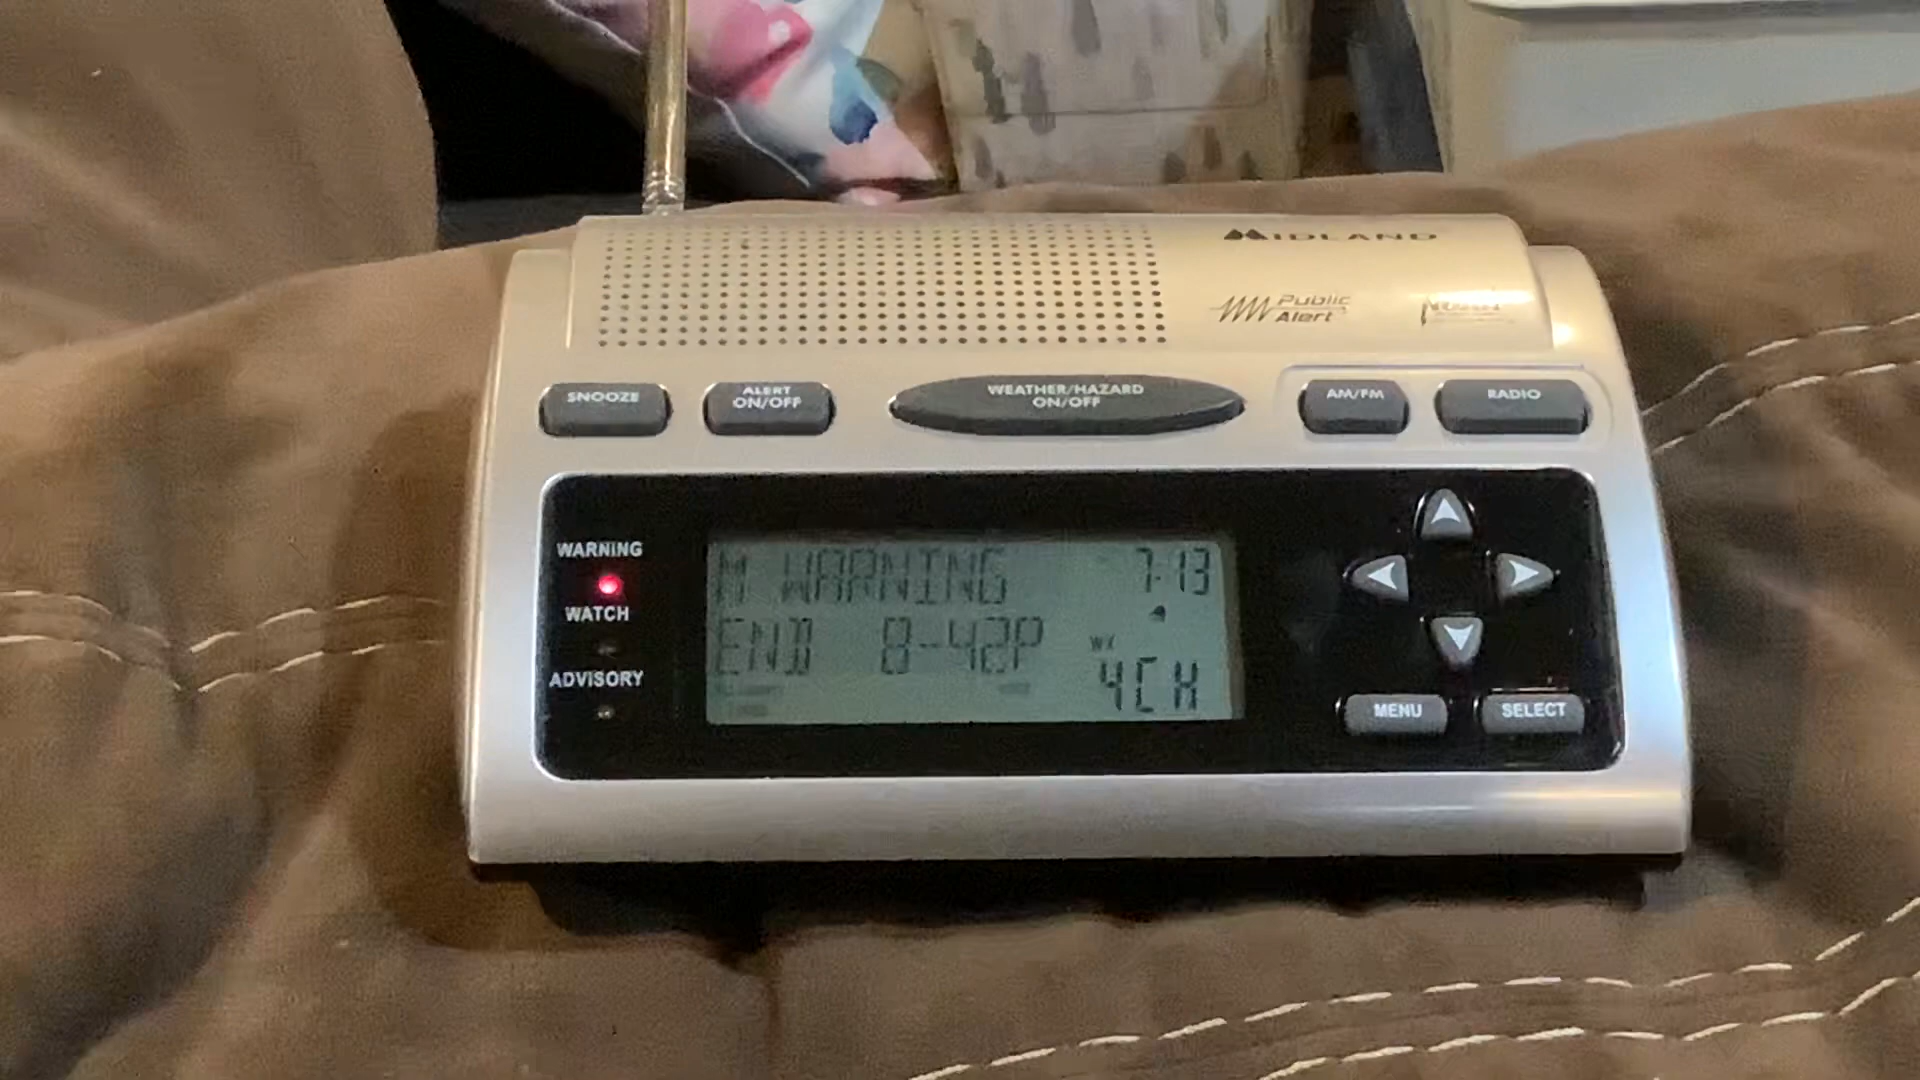 MIDLAND
Public
Alert
SNOOZE
ALERT
ON/OFF
WEATHER/HAZARD
ON/OFF
AM/FM
RADIO
WARNING
WATCH
ADVISORY
M WARNING
7:13
END 8-42P
WX
4CH
MENU
SELECT